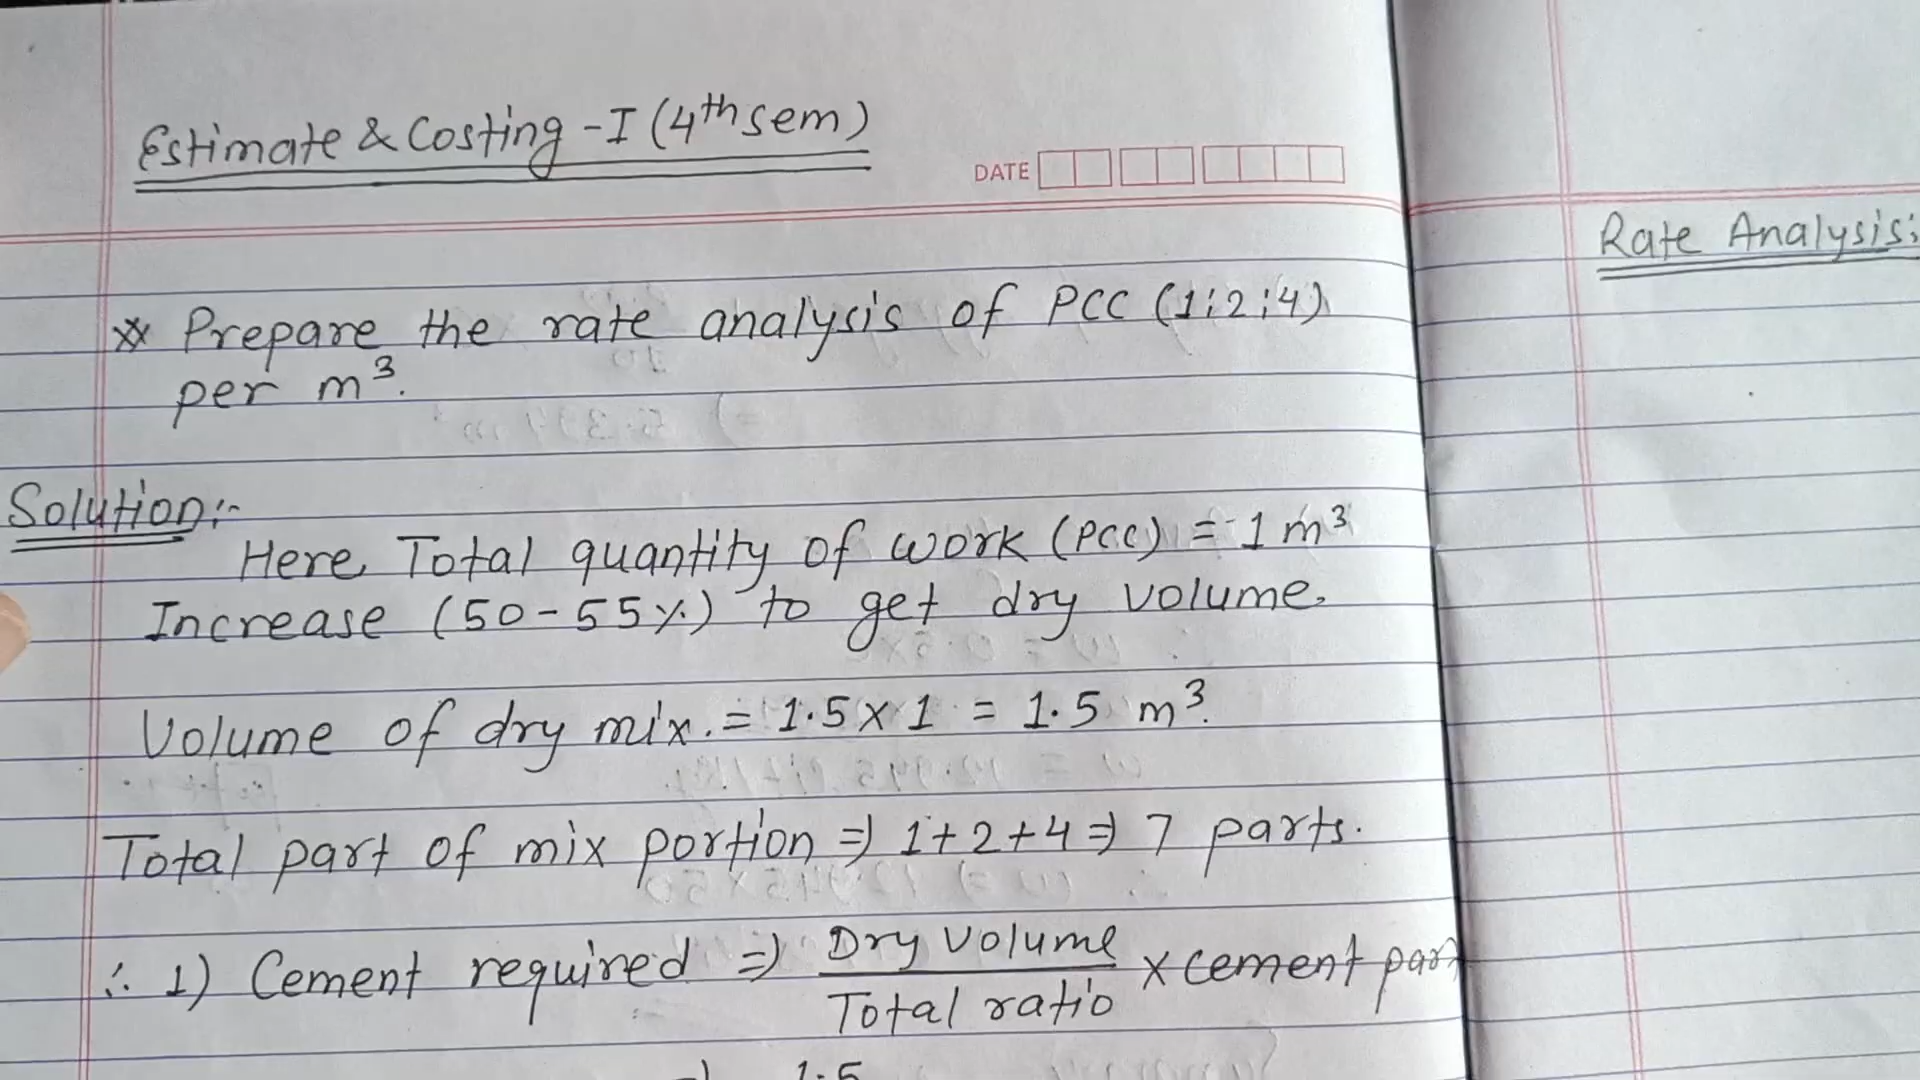 Estimate & Costing - I (4th sem)
DATE
Rate Analysis:
** Prepare the rate analysis of PCC (1:2:4)
per m³.
Solution:-
Here, Total quantity of work (PCC) = 1 m³
Increase (50-55%) to get dry volume.
Volume of dry mix. = 1.5 x 1 = 1.5 m³.
Total part of mix portion => 1+2+4 => 7 parts.
∴ 1) Cement required => Dry volume / Total ratio x cement part
=> 1.5